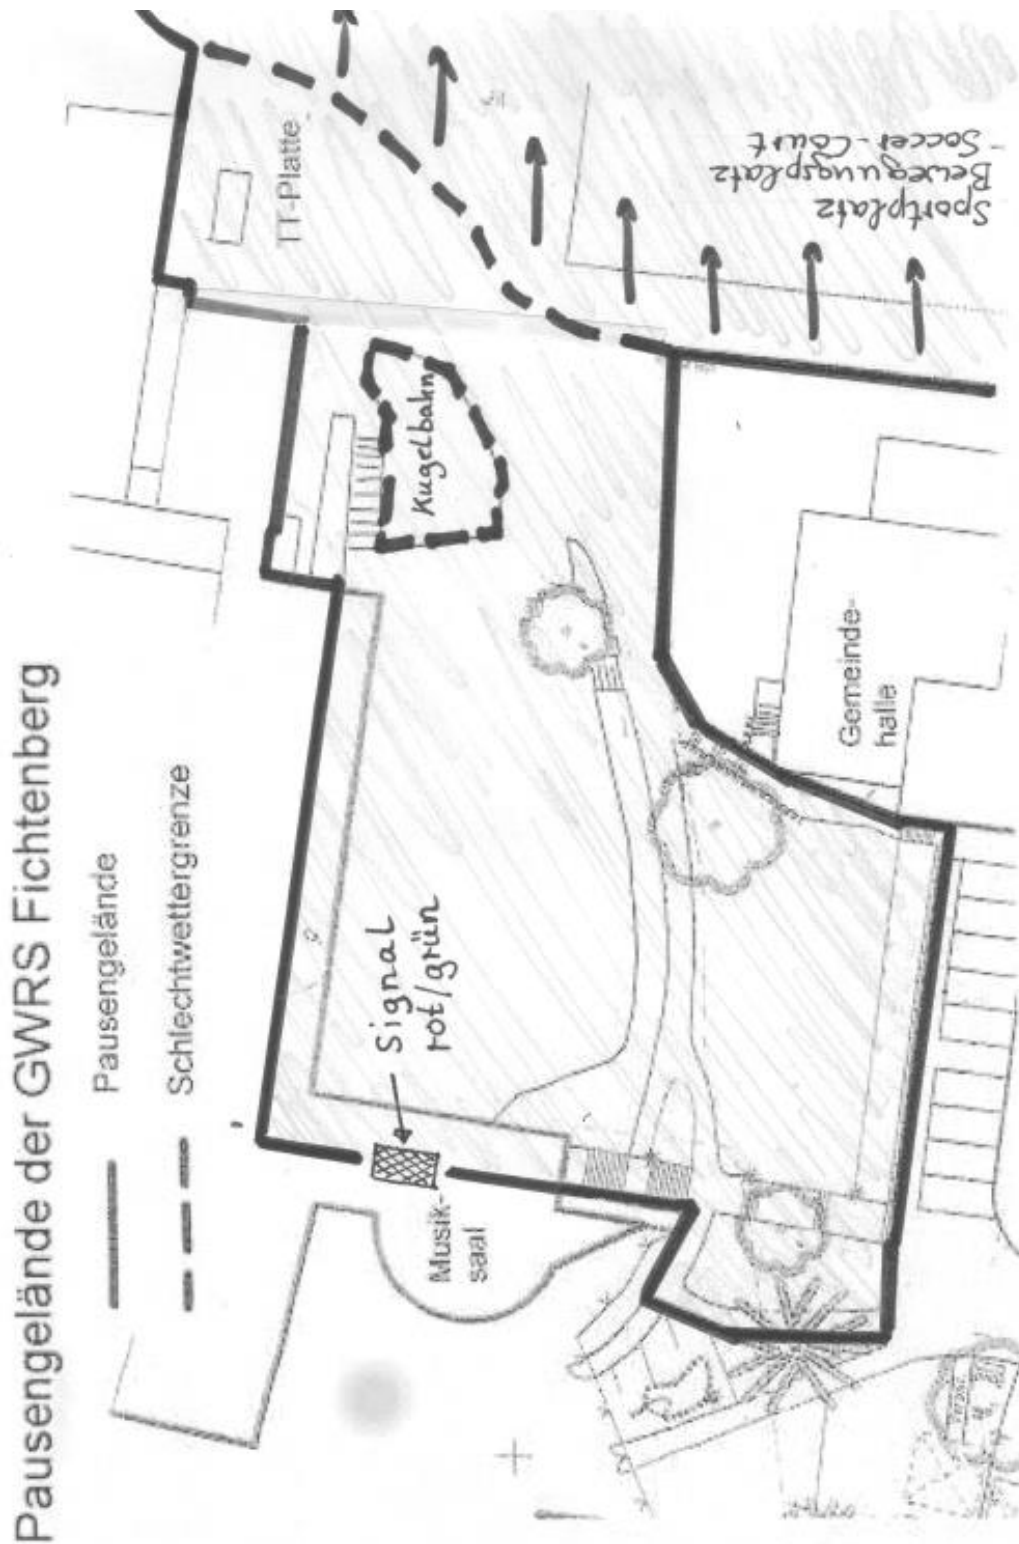 Pausengelände der GWRS Fichtenberg
Pausengelände
Schlechtwettergrenze
TT-Platte
Kugelbahn
Signal
rot/grün
Musik-
saal
Gemeinde-
halle
Sportplatz
Bewegungsplatz
- Soccer-Court